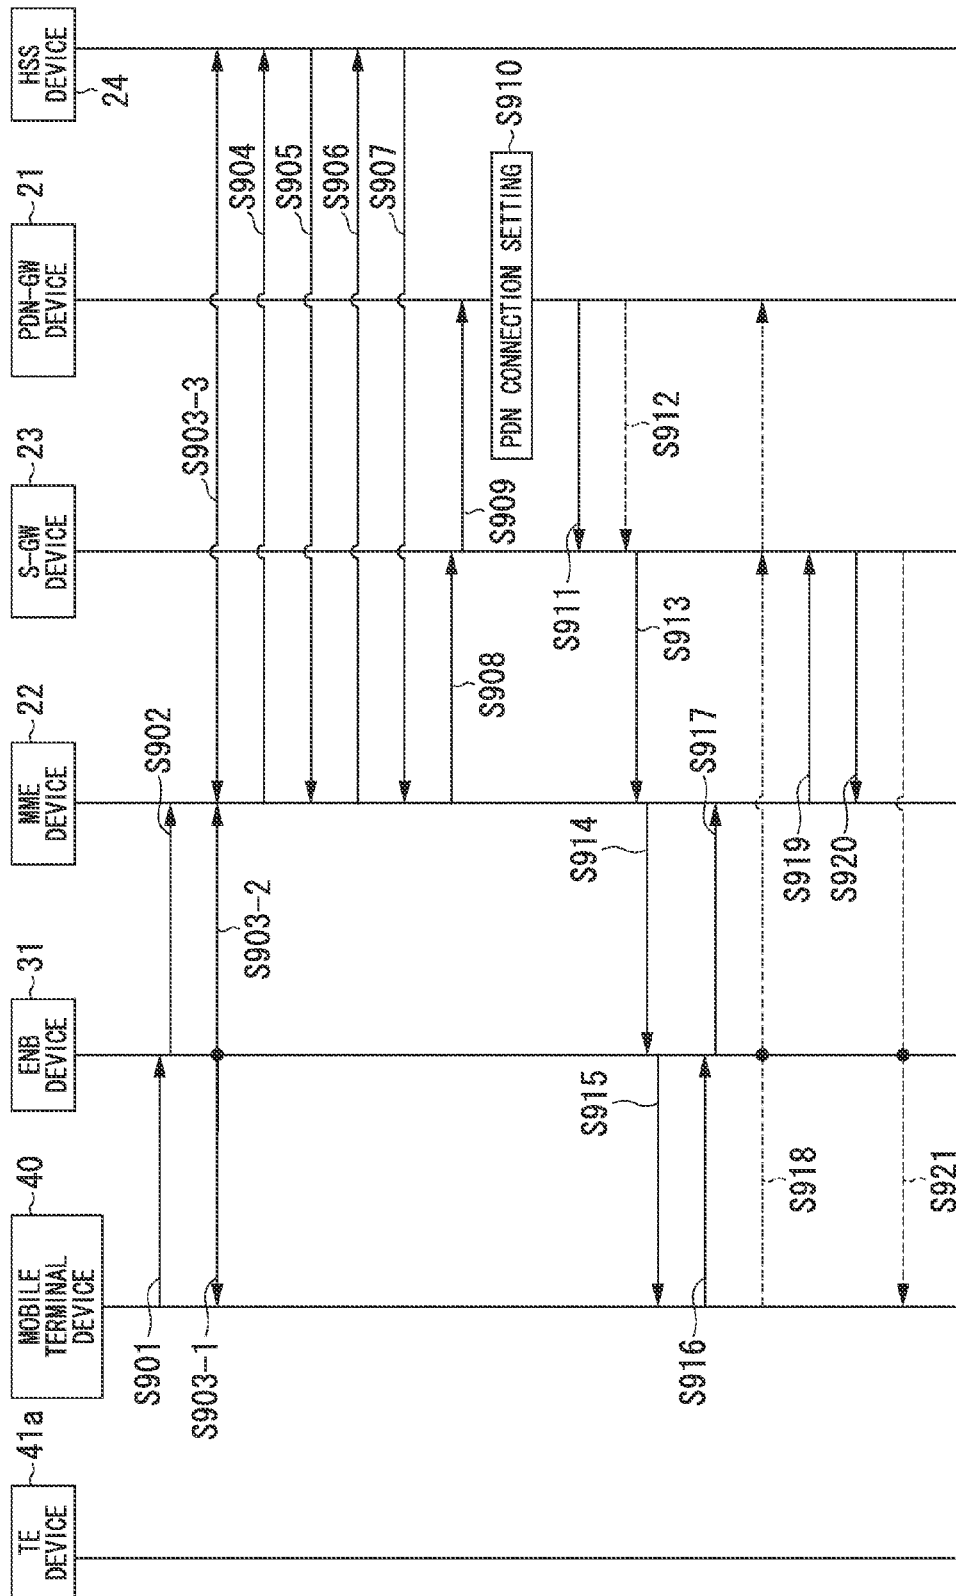 TE
DEVICE
41a
MOBILE
TERMINAL
DEVICE
40
ENB
DEVICE
31
MME
DEVICE
22
S-GW
DEVICE
23
PDN-GW
DEVICE
21
HSS
DEVICE
24
S901
S902
S903-1
S903-2
S903-3
S904
S905
S906
S907
S908
S909
PDN CONNECTION SETTING
S910
S911
S912
S913
S914
S915
S916
S917
S918
S919
S920
S921